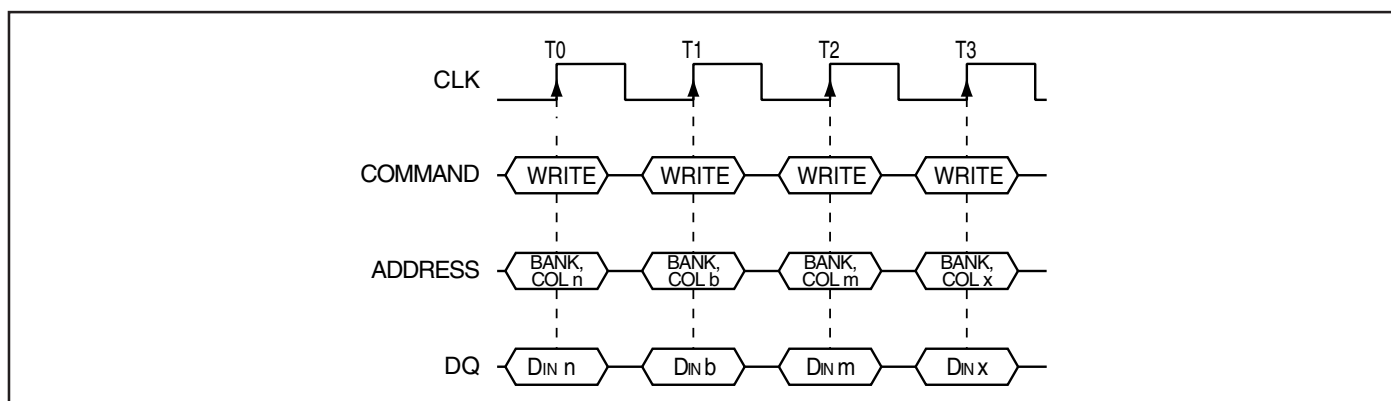 T0 T1 T2 T3
CLK
COMMAND WRITE WRITE WRITE WRITE
ADDRESS BANK, COL n BANK, COL b BANK, COL m BANK, COL x
DQ DIN n DIN b DIN m DIN x